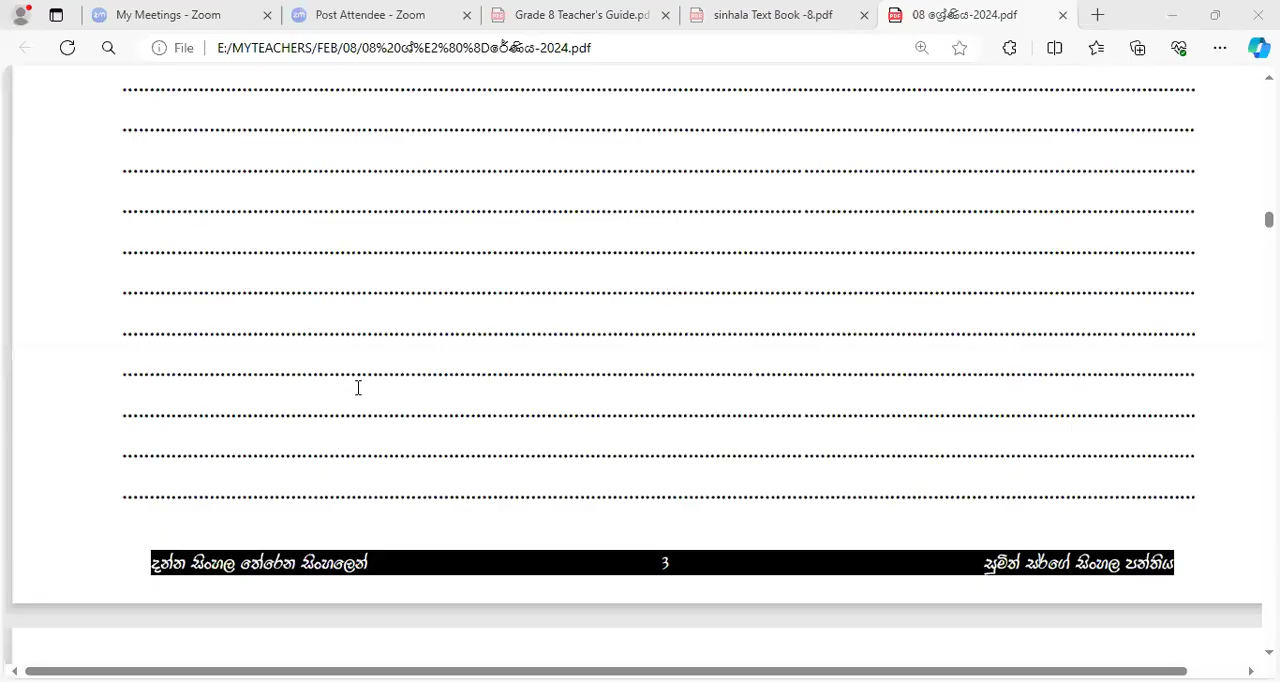 My Meetings - Zoom
Post Attendee - Zoom
Grade 8 Teacher's Guide.pd
sinhala Text Book -8.pdf
08 ශ්‍රේණිය-2024.pdf
File
E:/MYTEACHERS/FEB/08/08%20ශ්%E2%80%8Dරේණිය-2024.pdf
දන්න සිංහල තේරෙන සිංහලෙන් 3 සුමිත් සර්ගේ සිංහල පන්තිය